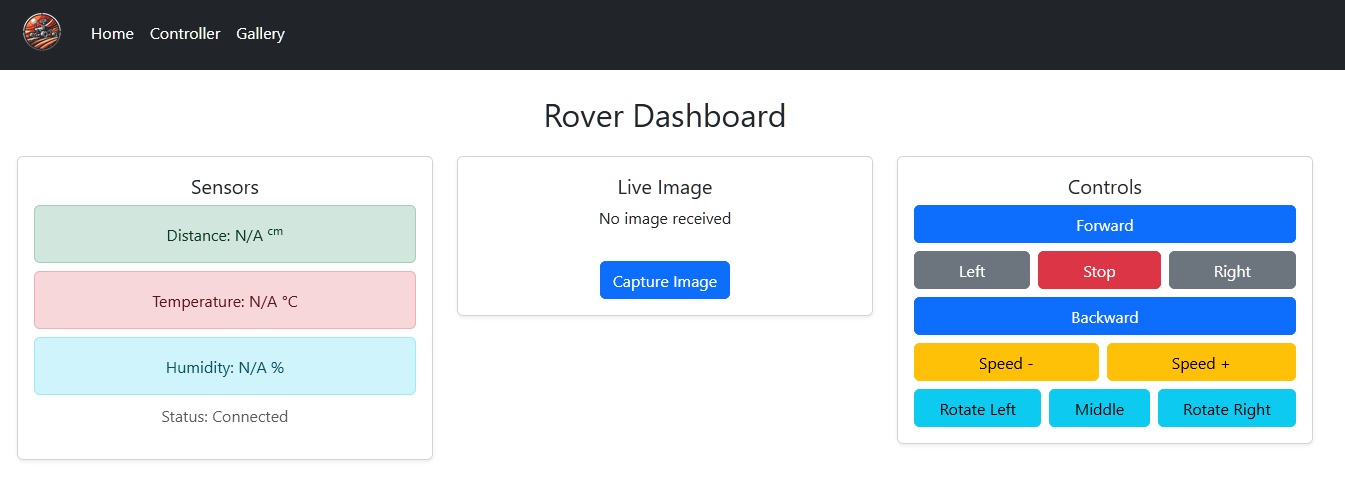 Home Controller Gallery
Rover Dashboard
Sensors
Distance: N/A cm
Temperature: N/A °C
Humidity: N/A %
Status: Connected
Live Image
No image received
Capture Image
Controls
Forward
Left Stop Right
Backward
Speed - Speed +
Rotate Left Middle Rotate Right